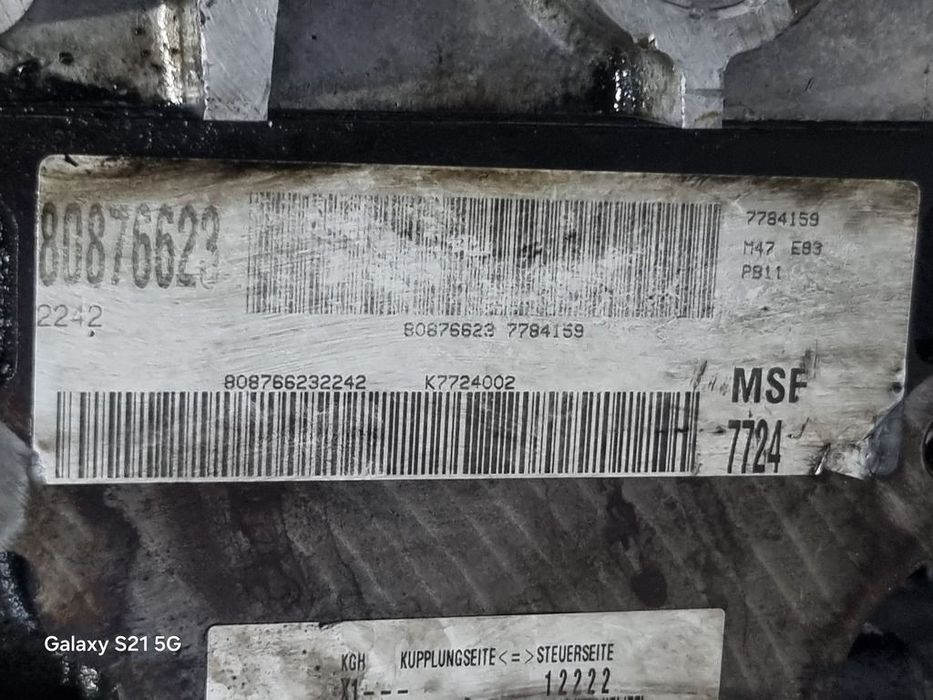 80876623
2242
7784159
M47 E83
PB11
80876623 7784159
808766232242 K7724002
MSF
7724
KGH KUPPLUNGSEITE<=>STEUERSEITE
12222
Galaxy S21 5G